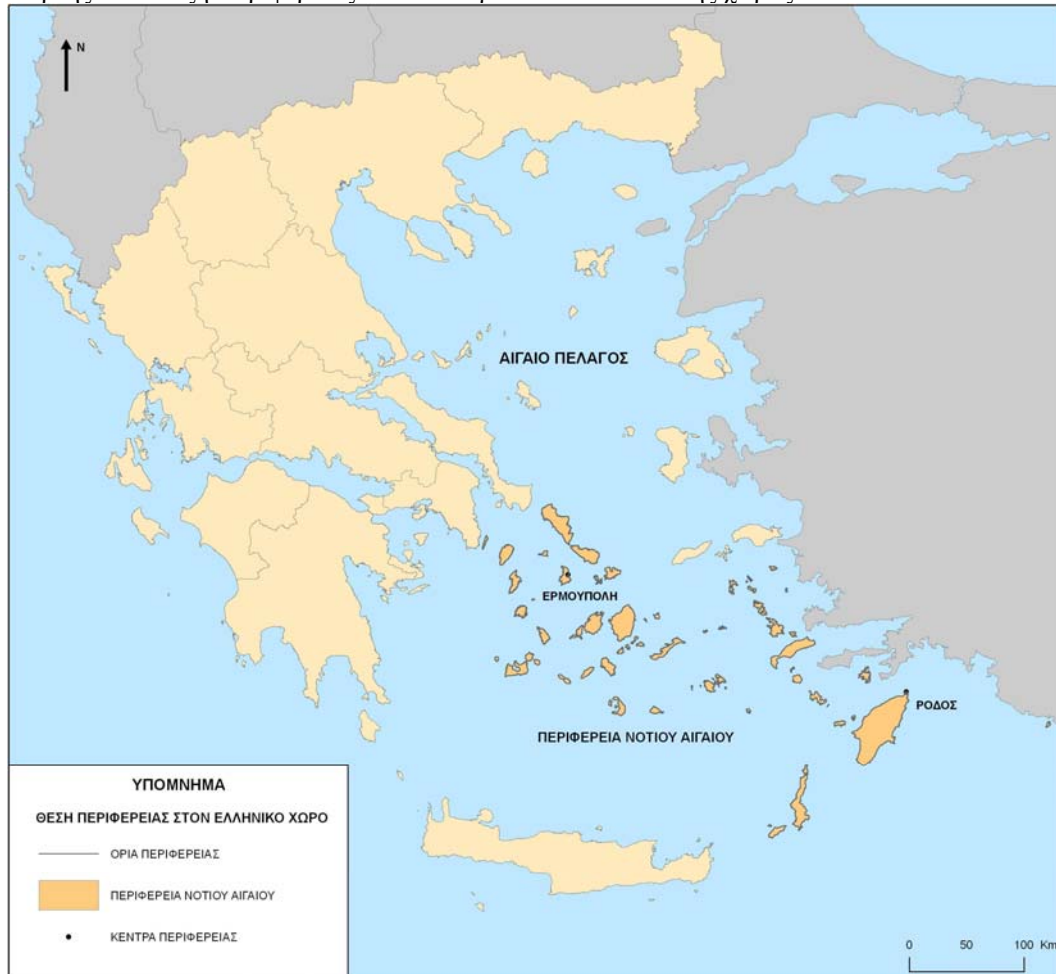 N
ΑΙΓΑΙΟ ΠΕΛΑΓΟΣ
ΕΡΜΟΥΠΟΛΗ
ΡΟΔΟΣ
ΠΕΡΙΦΕΡΕΙΑ ΝΟΤΙΟΥ ΑΙΓΑΙΟΥ
ΥΠΟΜΝΗΜΑ
ΘΕΣΗ ΠΕΡΙΦΕΡΕΙΑΣ ΣΤΟΝ ΕΛΛΗΝΙΚΟ ΧΩΡΟ
ΟΡΙΑ ΠΕΡΙΦΕΡΕΙΑΣ
ΠΕΡΙΦΕΡΕΙΑ ΝΟΤΙΟΥ ΑΙΓΑΙΟΥ
ΚΕΝΤΡΑ ΠΕΡΙΦΕΡΕΙΑΣ
0 50 100 Km